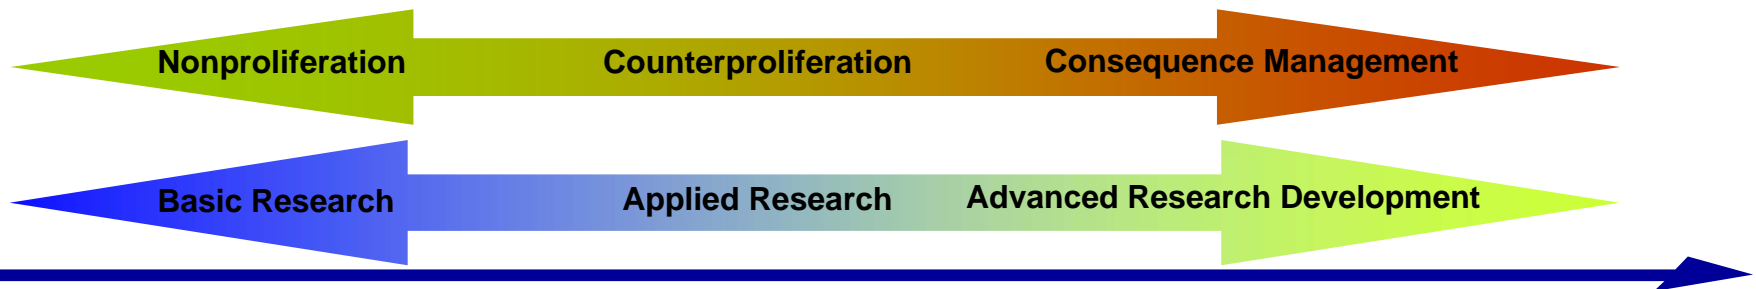 Nonproliferation Counterproliferation Consequence Management
Basic Research Applied Research Advanced Research Development